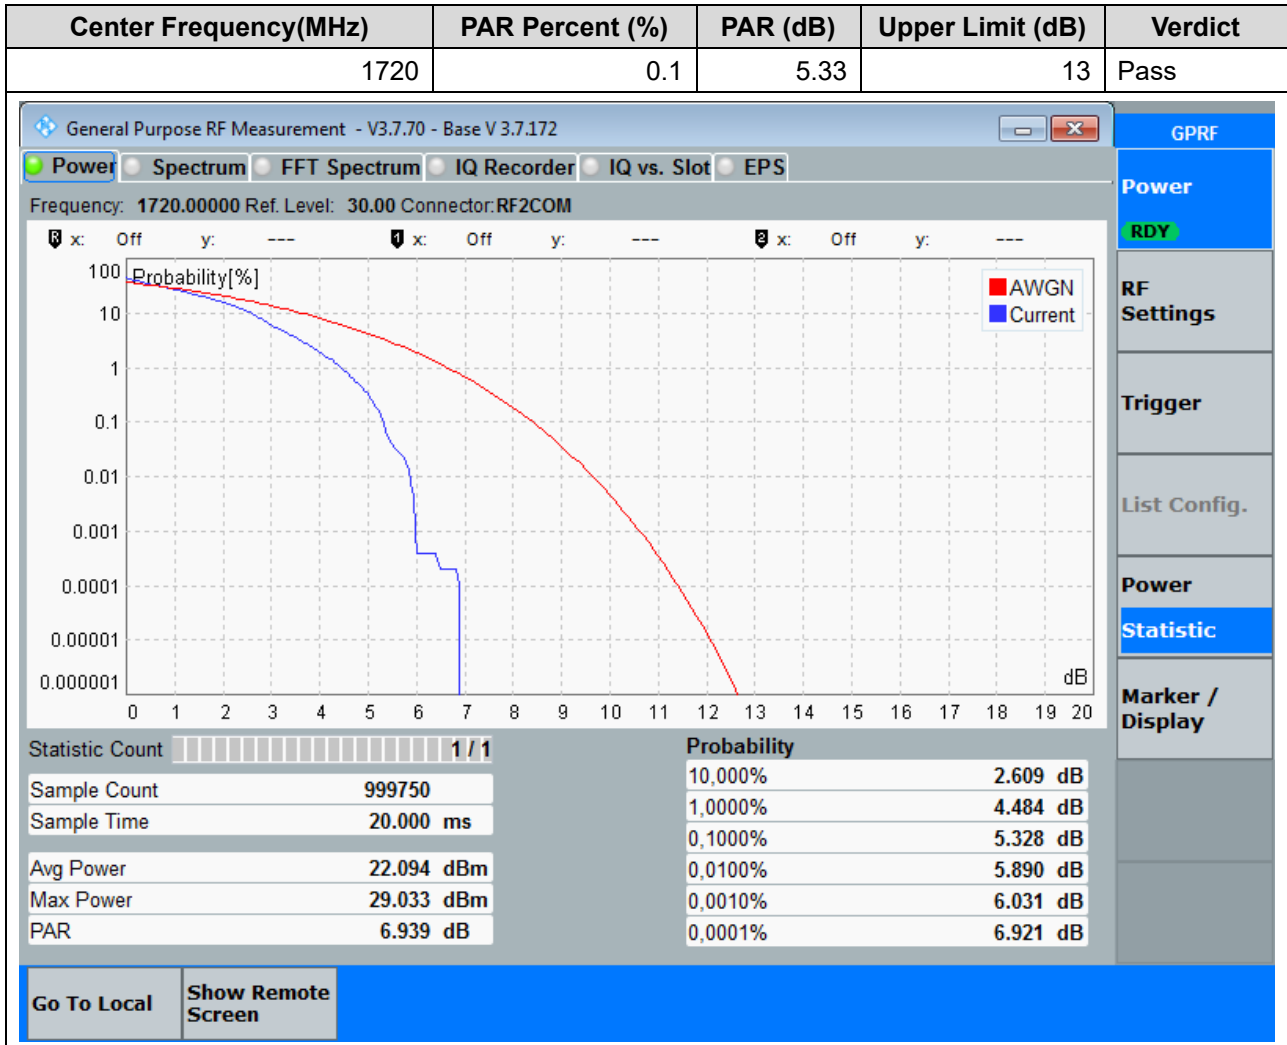 Center Frequency(MHz) PAR Percent (%) PAR (dB) Upper Limit (dB) Verdict
1720 0.1 5.33 13 Pass
General Purpose RF Measurement - V3.7.70 - Base V 3.7.172
GPRF
Power Spectrum FFT Spectrum IQ Recorder IQ vs. Slot EPS
Frequency: 1720.00000 Ref. Level: 30.00 Connector:RF2COM
R x: Off y: --- 1 x: Off y: --- 2 x: Off y: ---
Probability[%]
AWGN
Current
100
10
1
0.1
0.01
0.001
0.0001
0.00001
0.000001
dB
0 1 2 3 4 5 6 7 8 9 10 11 12 13 14 15 16 17 18 19 20
Statistic Count 1 / 1
Sample Count 999750
Sample Time 20.000 ms
Avg Power 22.094 dBm
Max Power 29.033 dBm
PAR 6.939 dB
Probability
10,000% 2.609 dB
1,0000% 4.484 dB
0,1000% 5.328 dB
0,0100% 5.890 dB
0,0010% 6.031 dB
0,0001% 6.921 dB
Power
RDY
RF
Settings
Trigger
List Config.
Power
Statistic
Marker /
Display
Go To Local
Show Remote
Screen